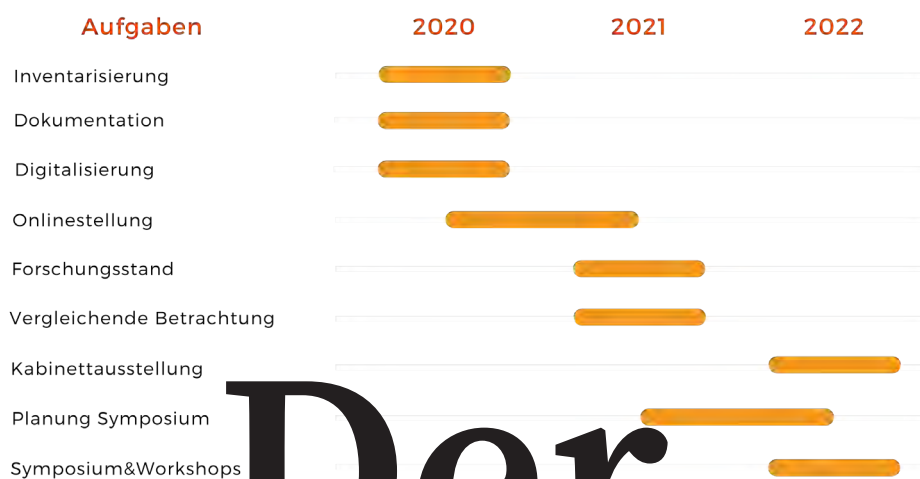 Aufgaben 2020 2021 2022
Inventarisierung
Dokumentation
Digitalisierung
Onlinestellung
Forschungsstand
Vergleichende Betrachtung
Kabinettausstellung
Planung Symposium
Symposium&Workshops
Der